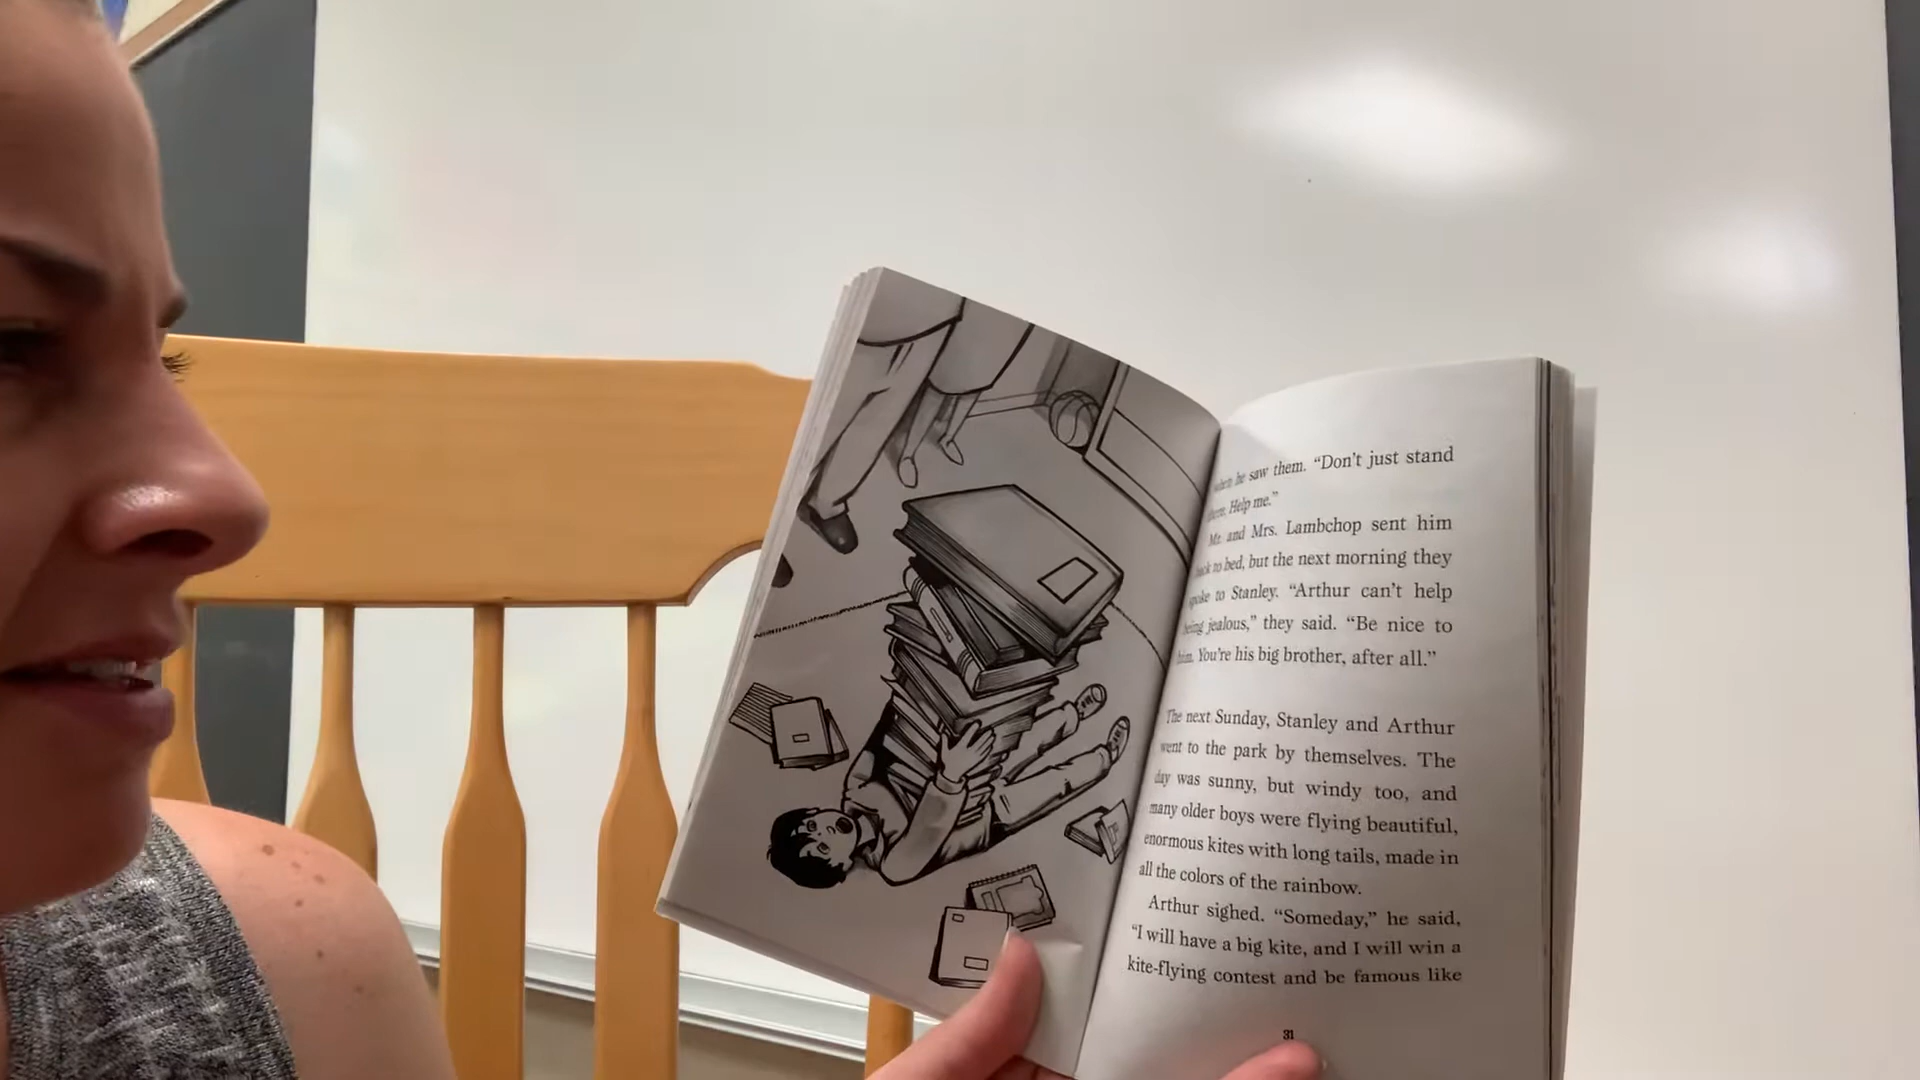 when he saw them. “Don’t just stand
there. Help me.”
Mr. and Mrs. Lambchop sent him
back to bed, but the next morning they
spoke to Stanley. “Arthur can’t help
being jealous,” they said. “Be nice to
him. You’re his big brother, after all.”
The next Sunday, Stanley and Arthur
went to the park by themselves. The
day was sunny, but windy too, and
many older boys were flying beautiful,
enormous kites with long tails, made in
all the colors of the rainbow.
Arthur sighed. “Someday,” he said,
“I will have a big kite, and I will win a
kite-flying contest and be famous like
31